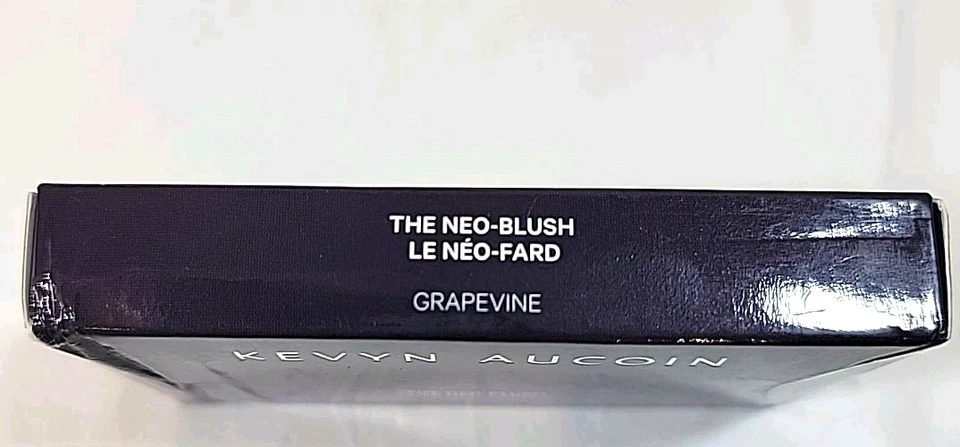 THE NEO-BLUSH
LE NÉO-FARD
GRAPEVINE
KEVYN AUCOIN